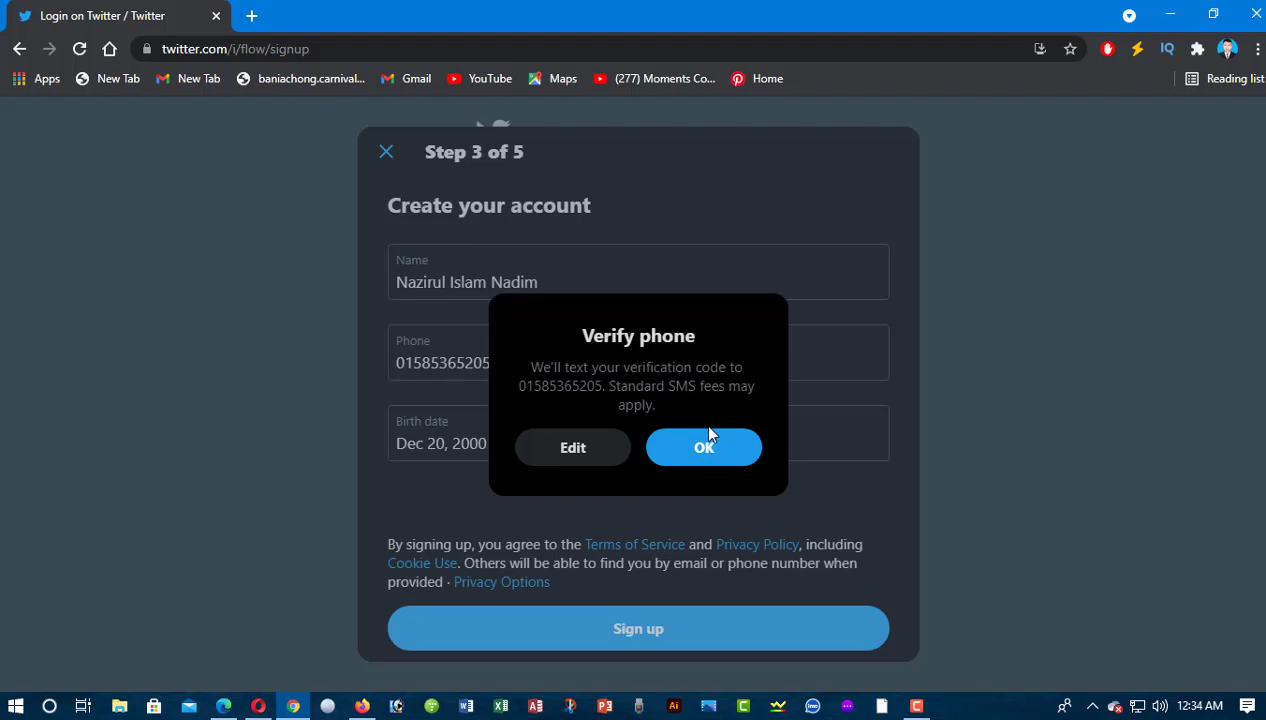 Login on Twitter / Twitter
twitter.com/i/flow/signup
IQ
Apps
New Tab
New Tab
baniachong.carnival...
Gmail
YouTube
Maps
(277) Moments Co...
Home
Reading list
Step 3 of 5
Create your account
Name
Nazirul Islam Nadim
Phone
01585365205
Birth date
Dec 20, 2000
Verify phone
We'll text your verification code to
01585365205. Standard SMS fees may
apply.
Edit
OK
By signing up, you agree to the Terms of Service and Privacy Policy, including
Cookie Use. Others will be able to find you by email or phone number when
provided · Privacy Options
Sign up
12:34 AM